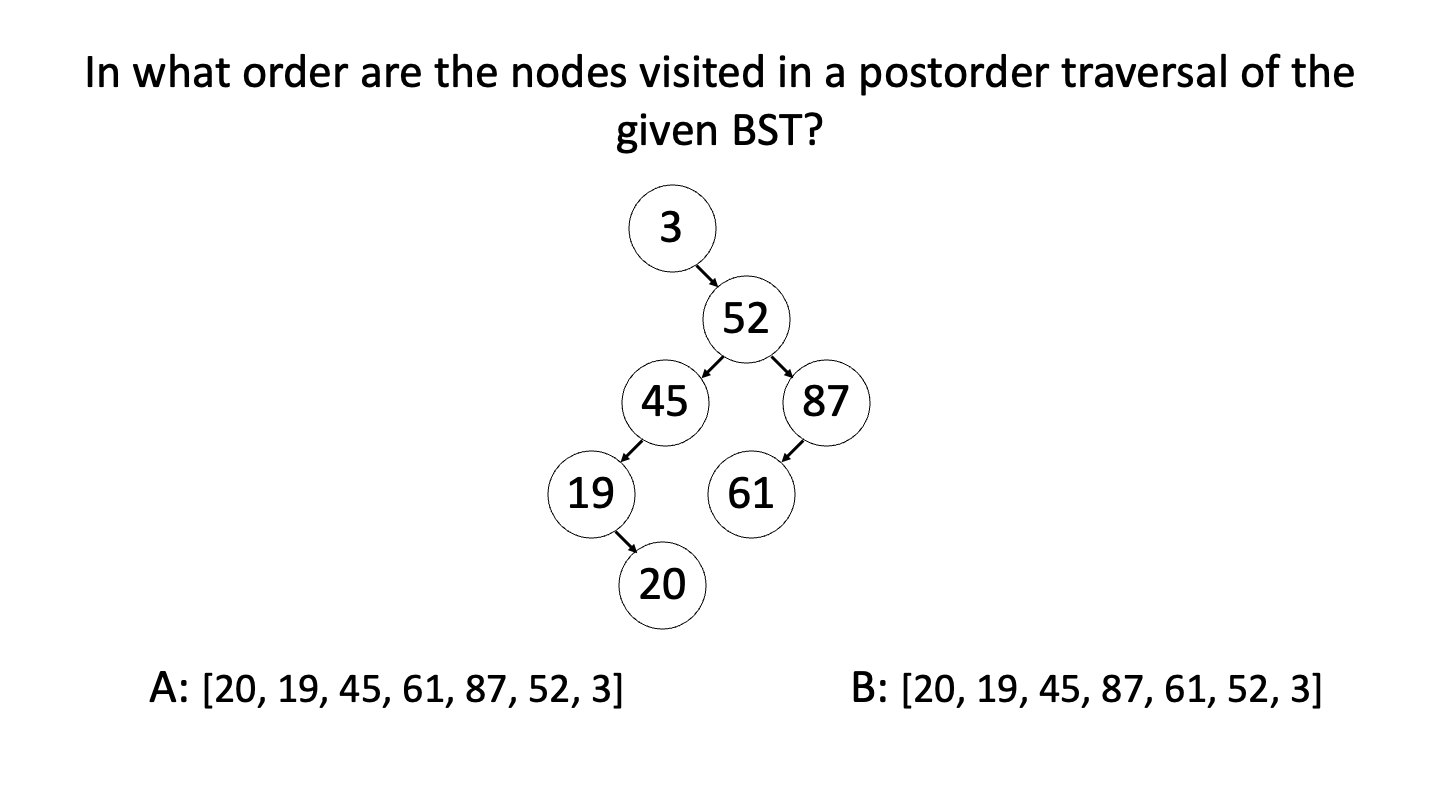 In what order are the nodes visited in a postorder traversal of the
given BST?
3
52
45 87
19 61
20
A: [20, 19, 45, 61, 87, 52, 3] B: [20, 19, 45, 87, 61, 52, 3]